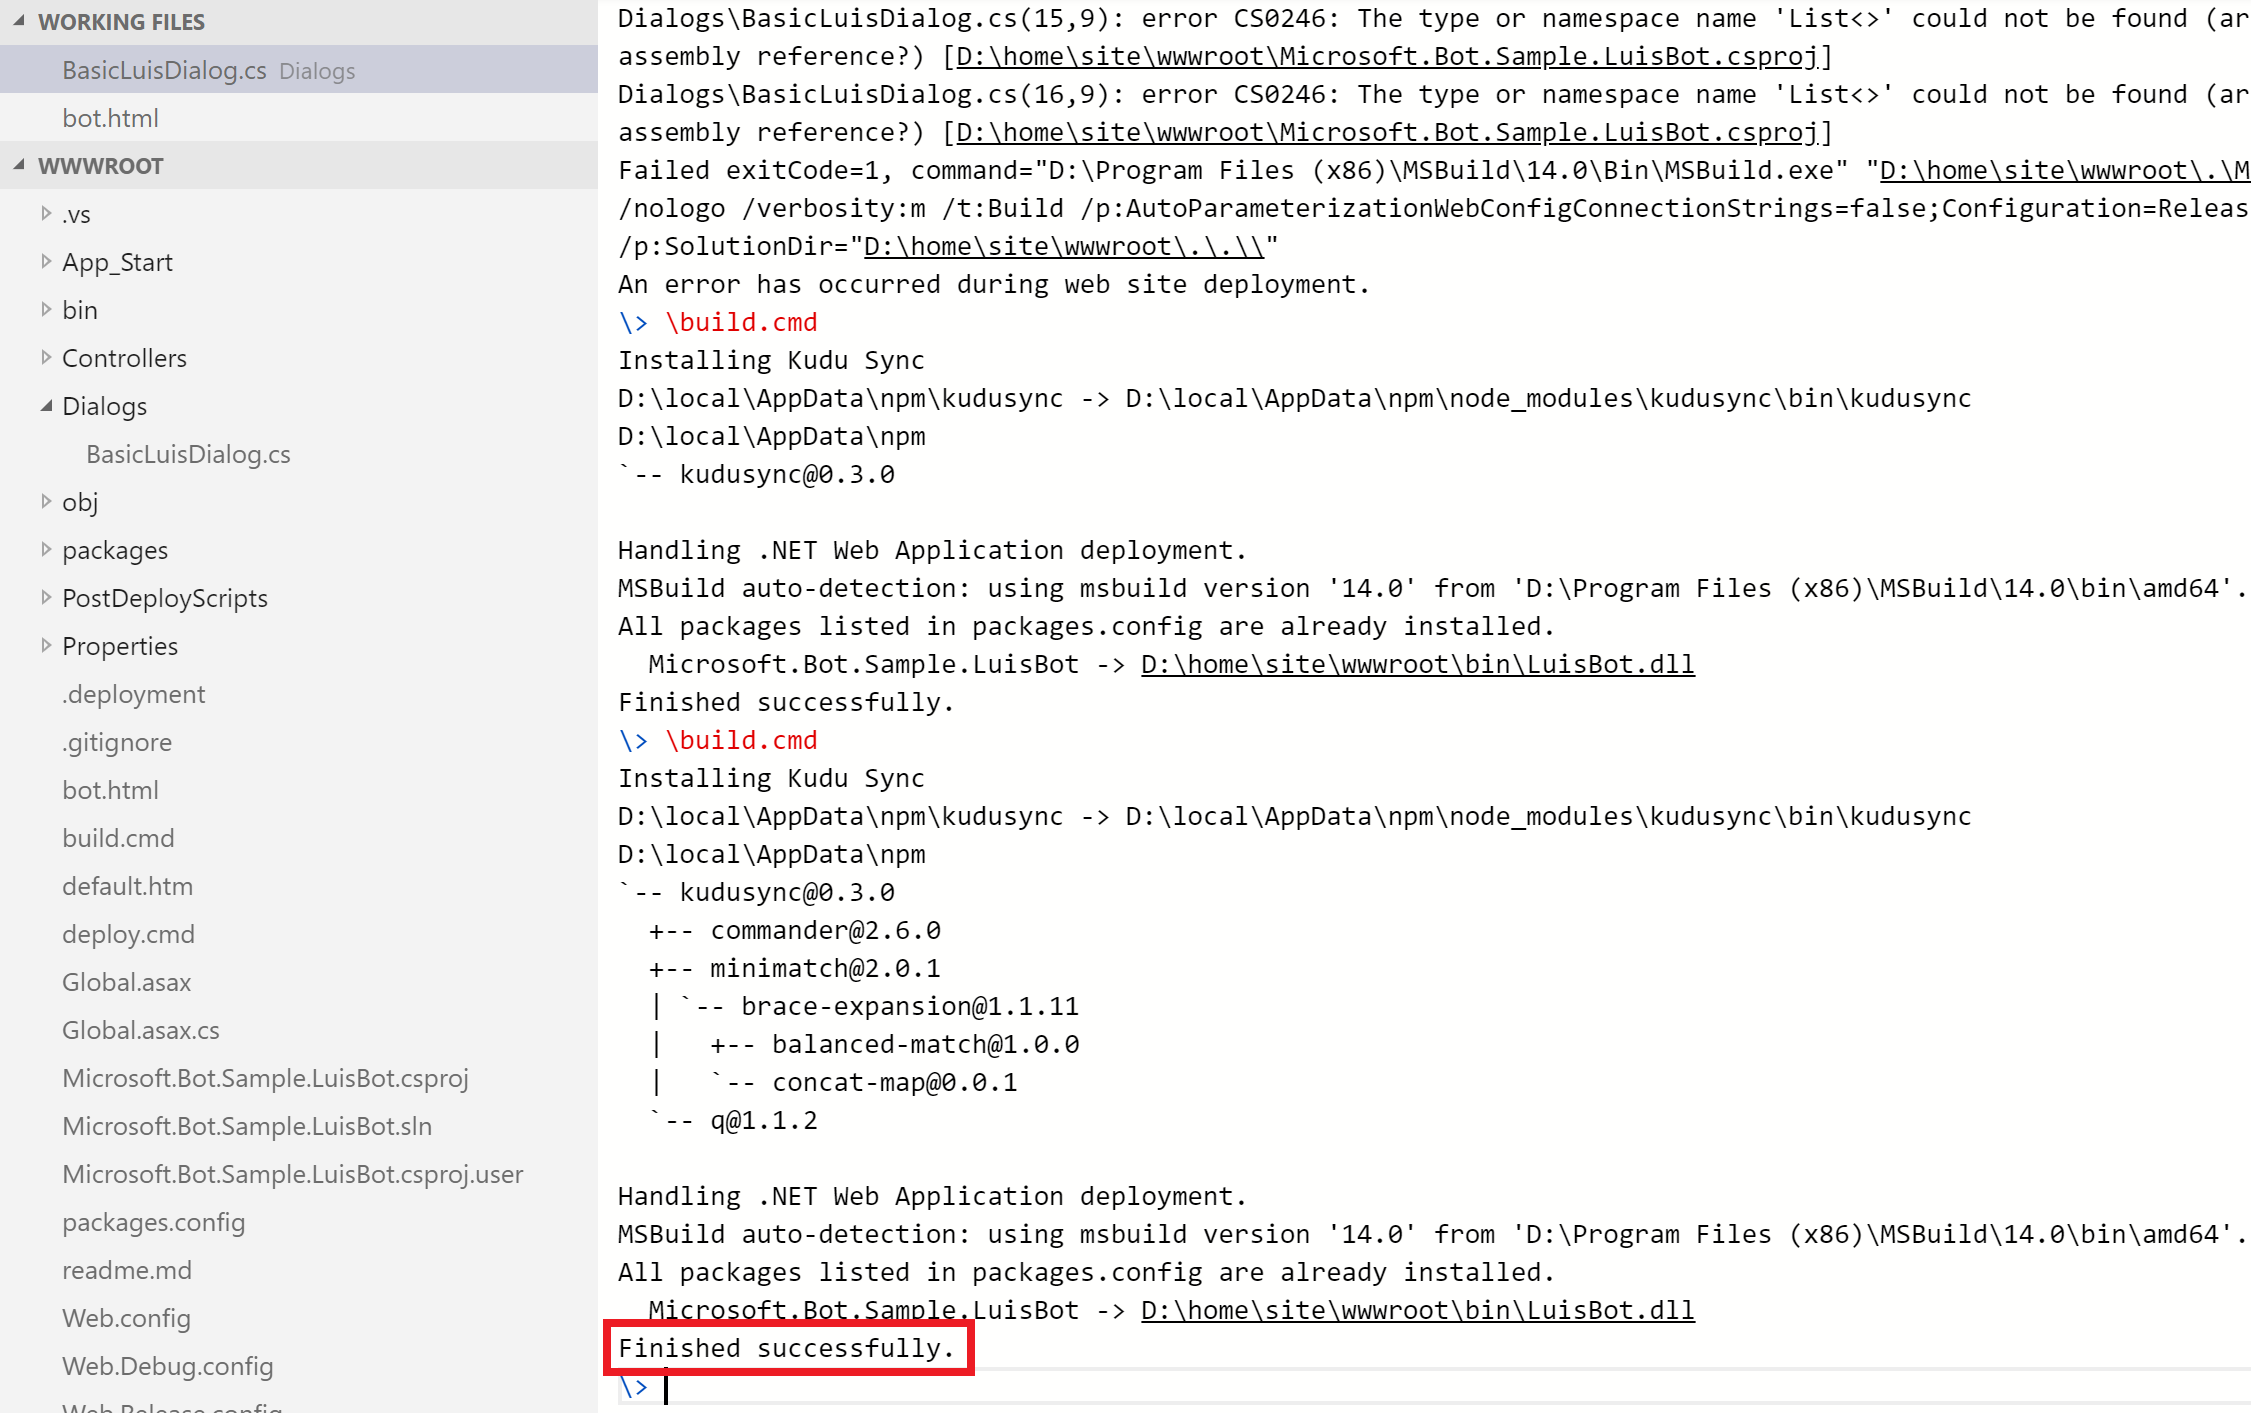 WORKING FILES
BasicLuisDialog.cs Dialogs
bot.html
WWWROOT
.vs
App_Start
bin
Controllers
Dialogs
BasicLuisDialog.cs
obj
packages
PostDeployScripts
Properties
.deployment
.gitignore
bot.html
build.cmd
default.htm
deploy.cmd
Global.asax
Global.asax.cs
Microsoft.Bot.Sample.LuisBot.csproj
Microsoft.Bot.Sample.LuisBot.sln
Microsoft.Bot.Sample.LuisBot.csproj.user
packages.config
readme.md
Web.config
Web.Debug.config
Web.Release.config
Dialogs\BasicLuisDialog.cs(15,9): error CS0246: The type or namespace name 'List<>' could not be found (ar
assembly reference?) [D:\home\site\wwwroot\Microsoft.Bot.Sample.LuisBot.csproj]
Dialogs\BasicLuisDialog.cs(16,9): error CS0246: The type or namespace name 'List<>' could not be found (ar
assembly reference?) [D:\home\site\wwwroot\Microsoft.Bot.Sample.LuisBot.csproj]
Failed exitCode=1, command="D:\Program Files (x86)\MSBuild\14.0\Bin\MSBuild.exe" "D:\home\site\wwwroot\.\M
/nologo /verbosity:m /t:Build /p:AutoParameterizationWebConfigConnectionStrings=false;Configuration=Releas
/p:SolutionDir="D:\home\site\wwwroot\.\.\\"
An error has occurred during web site deployment.
\> \build.cmd
Installing Kudu Sync
D:\local\AppData\npm\kudusync -> D:\local\AppData\npm\node_modules\kudusync\bin\kudusync
D:\local\AppData\npm
`-- kudusync@0.3.0
Handling .NET Web Application deployment.
MSBuild auto-detection: using msbuild version '14.0' from 'D:\Program Files (x86)\MSBuild\14.0\bin\amd64'.
All packages listed in packages.config are already installed.
  Microsoft.Bot.Sample.LuisBot -> D:\home\site\wwwroot\bin\LuisBot.dll
Finished successfully.
\> \build.cmd
Installing Kudu Sync
D:\local\AppData\npm\kudusync -> D:\local\AppData\npm\node_modules\kudusync\bin\kudusync
D:\local\AppData\npm
`-- kudusync@0.3.0
  +-- commander@2.6.0
  +-- minimatch@2.0.1
  | `-- brace-expansion@1.1.11
  |   +-- balanced-match@1.0.0
  |   `-- concat-map@0.0.1
  `-- q@1.1.2
Handling .NET Web Application deployment.
MSBuild auto-detection: using msbuild version '14.0' from 'D:\Program Files (x86)\MSBuild\14.0\bin\amd64'.
All packages listed in packages.config are already installed.
  Microsoft.Bot.Sample.LuisBot -> D:\home\site\wwwroot\bin\LuisBot.dll
Finished successfully.
\>